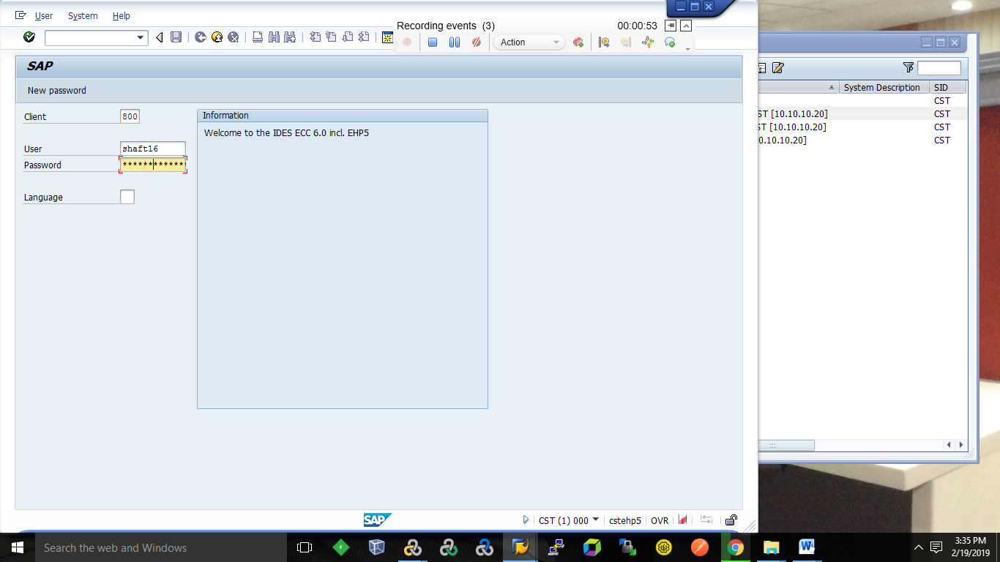 User System Help
Recording events (3) 00:00:53
Action
SAP
New password
System Description SID
CST
ST [10.10.10.20] CST
ST [10.10.10.20] CST
0.10.10.20] CST
Client 800
Information
Welcome to the IDES ECC 6.0 incl. EHP5
User shaft16
Password *************
Language
SAP
CST (1) 000 cstehp5 OVR
Search the web and Windows
3:35 PM
2/19/2019